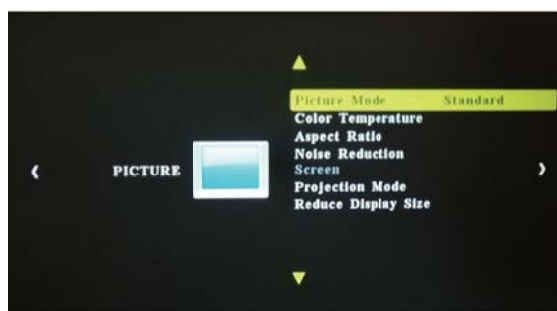 PICTURE
Picture Mode Standard
Color Temperature
Aspect Ratio
Noise Reduction
Screen
Projection Mode
Reduce Display Size